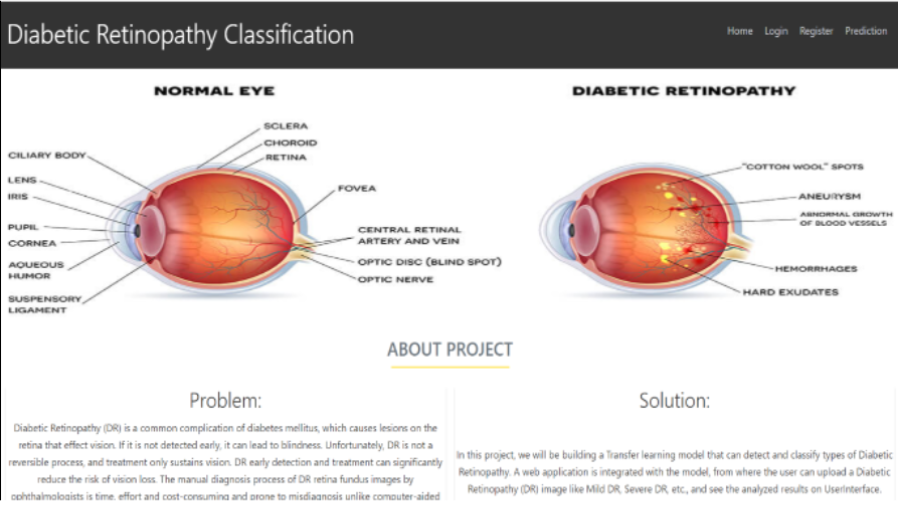 Diabetic Retinopathy Classification
Home Login Register Prediction
NORMAL EYE
SCLERA
CHOROID
RETINA
CILIARY BODY
LENS
IRIS
FOVEA
PUPIL
CORNEA
CENTRAL RETINAL
ARTERY AND VEIN
AQUEOUS
HUMOR
OPTIC DISC (BLIND SPOT)
OPTIC NERVE
SUSPENSORY
LIGAMENT
DIABETIC RETINOPATHY
"COTTON WOOL" SPOTS
ANEURYSM
ABNORMAL GROWTH
OF BLOOD VESSELS
HEMORRHAGES
HARD EXUDATES
ABOUT PROJECT
Problem:
Diabetic Retinopathy (DR) is a common complication of diabetes mellitus, which causes lesions on the
retina that effect vision. If it is not detected early, it can lead to blindness. Unfortunately, DR is not a
reversible process, and treatment only sustains vision. DR early detection and treatment can significantly
reduce the risk of vision loss. The manual diagnosis process of DR retina fundus images by
ophthalmologists is time, effort and cost-consuming and prone to misdiagnosis unlike computer-aided
Solution:
In this project, we will be building a Transfer learning model that can detect and classify types of Diabetic
Retinopathy. A web application is integrated with the model, from where the user can upload a Diabetic
Retinopathy (DR) image like Mild DR, Severe DR, etc., and see the analyzed results on UserInterface.